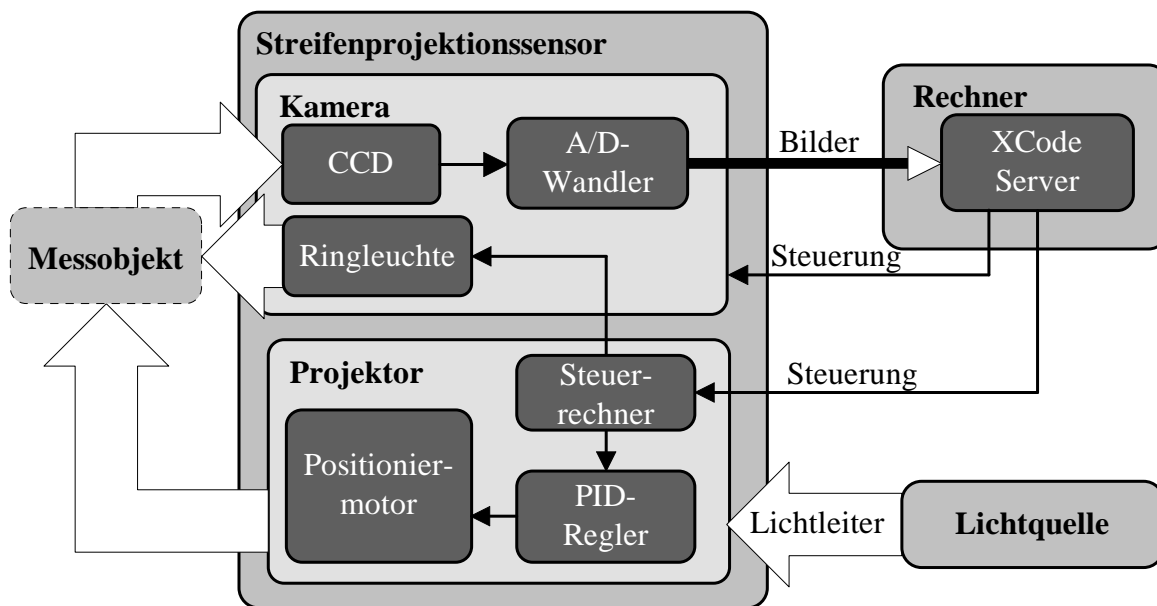 Streifenprojektionssensor
Kamera
CCD
A/D-
Wandler
Bilder
Rechner
XCode
Server
Messobjekt
Ringleuchte
Steuerung
Projektor
Steuer-
rechner
Steuerung
Positionier-
motor
PID-
Regler
Lichtleiter
Lichtquelle